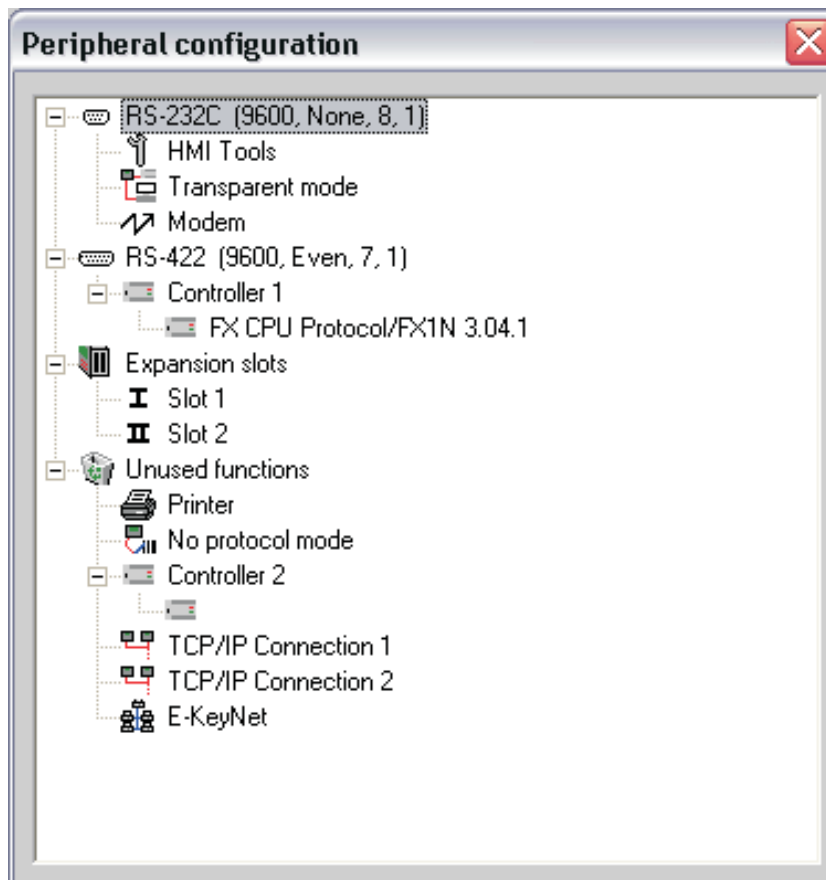 Peripheral configuration
RS-232C (9600, None, 8, 1)
HMI Tools
Transparent mode
Modem
RS-422 (9600, Even, 7, 1)
Controller 1
FX CPU Protocol/FX1N 3.04.1
Expansion slots
I Slot 1
II Slot 2
Unused functions
Printer
No protocol mode
Controller 2
TCP/IP Connection 1
TCP/IP Connection 2
E-KeyNet